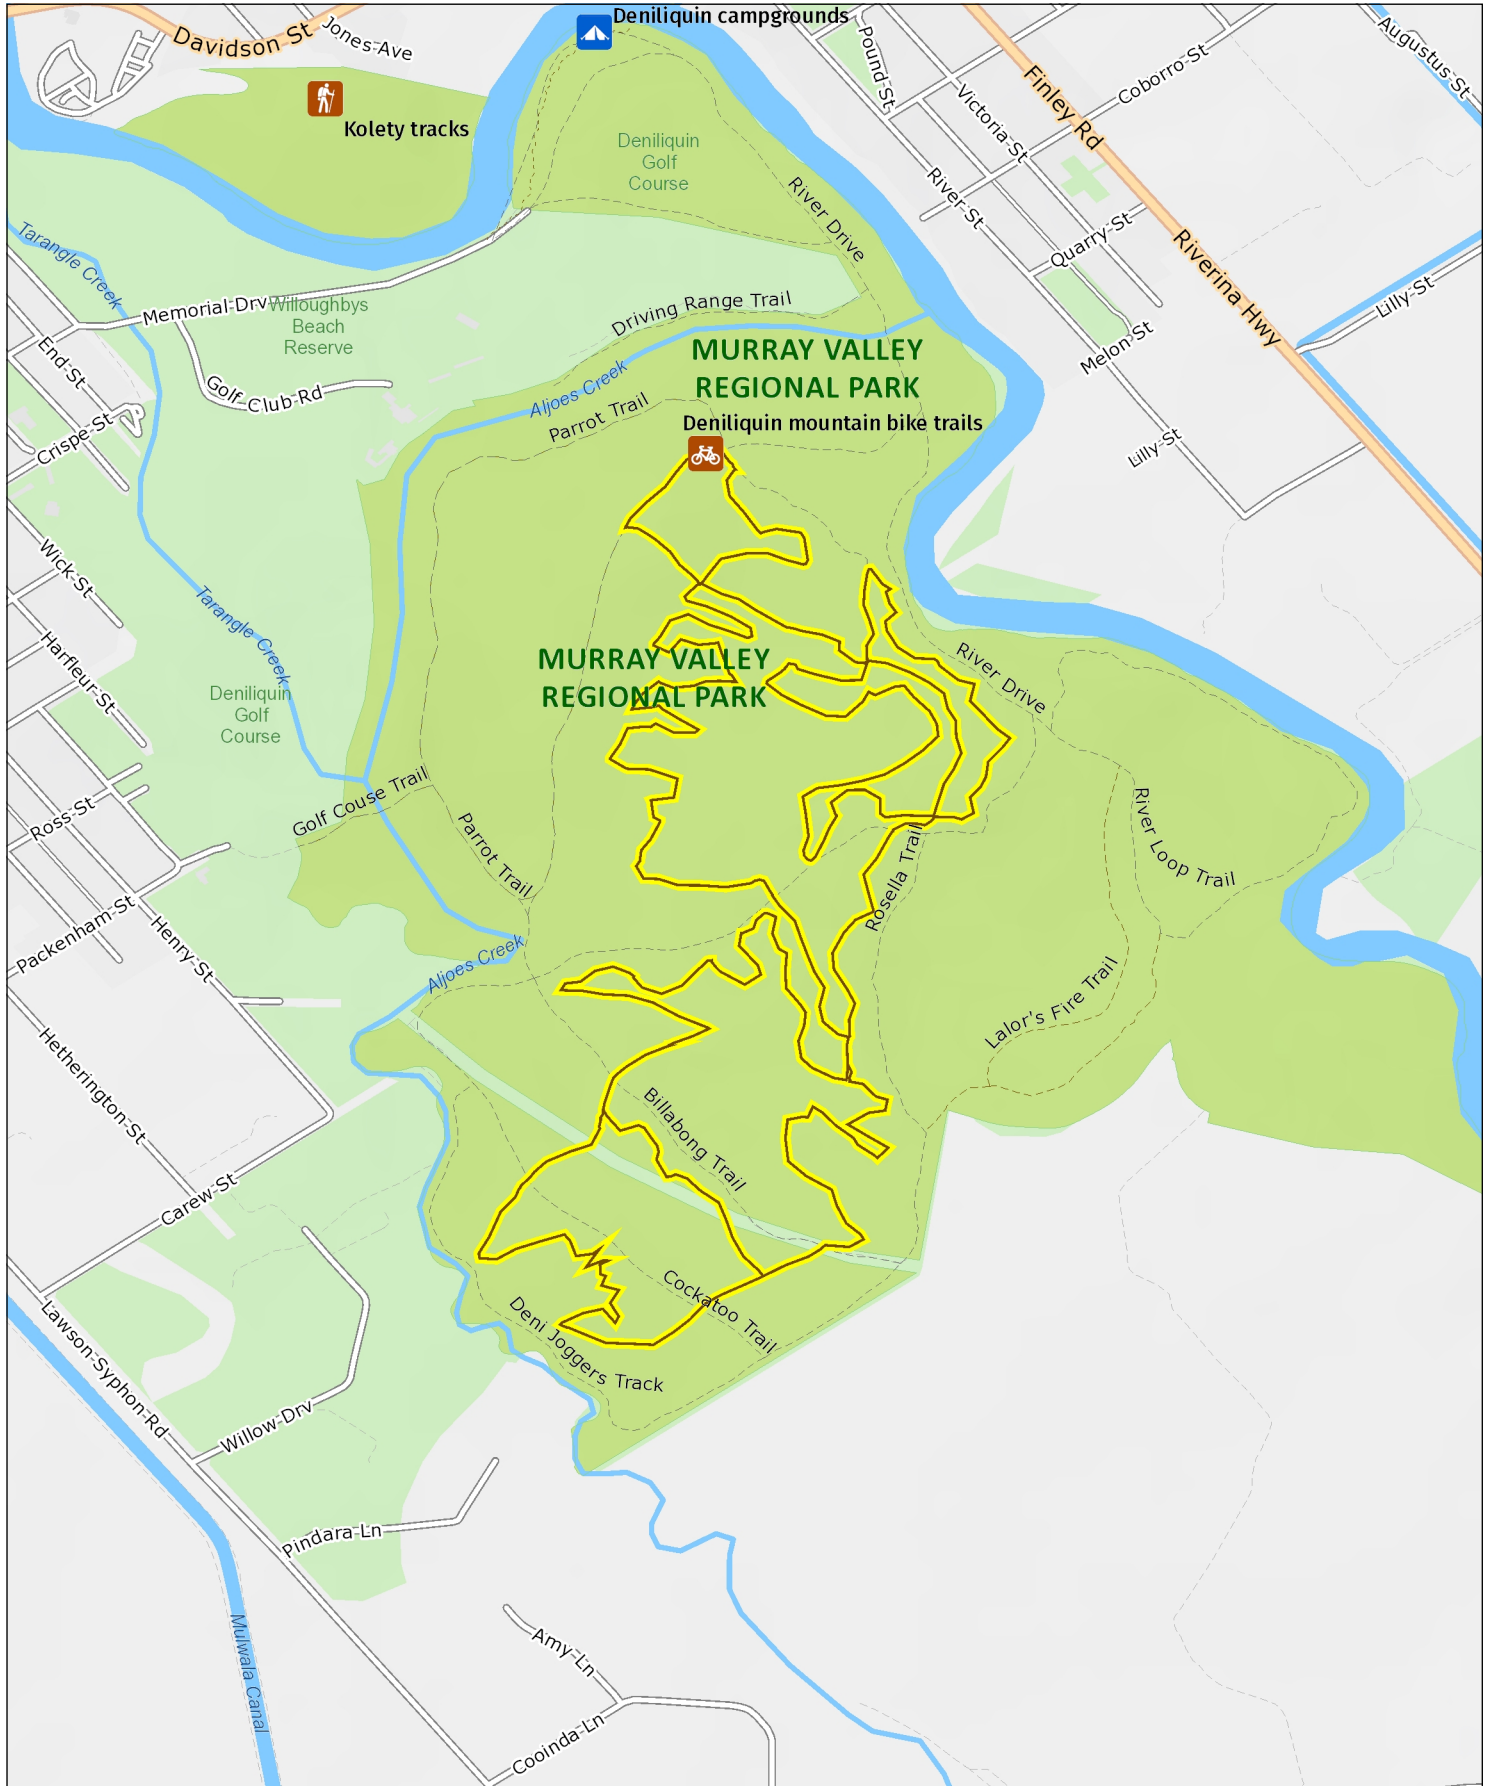 Deniliquin campgrounds
Davidson St
Jones-Ave
Pound-St
Augustus-St
Finley Rd
Coborro-St
Victoria-St
Kolety tracks
Deniliquin
Golf
Course
River Drive
River-St
Quarry-St
Riverina Hwy
Tarangle Creek
Memorial-Drv
Willoughbys
Beach
Reserve
Driving Range Trail
Lilly-St
Melon-St
MURRAY VALLEY
REGIONAL PARK
End-St
Golf-Club-Rd
Aljoes Creek
Parrot Trail
Deniliquin mountain bike trails
Crispe-St
Lilly-St
Wick-St
Tarangle Creek
Harfleur-St
MURRAY VALLEY
REGIONAL PARK
River Drive
Deniliquin
Golf
Course
Golf Couse Trail
Ross-St
Parrot Trail
River Loop Trail
Rosella Trail
Packenham-St
Henry-St
Aljoes Creek
Lalor's Fire Trail
Hetherington-St
Billabong Trail
Carew-St
Cockatoo Trail
Deni Joggers Track
Lawson-Syphon-Rd
Willow-Drv
Pindara-Ln
Mulwala Canal
Amy-Ln
Cooinda-Ln